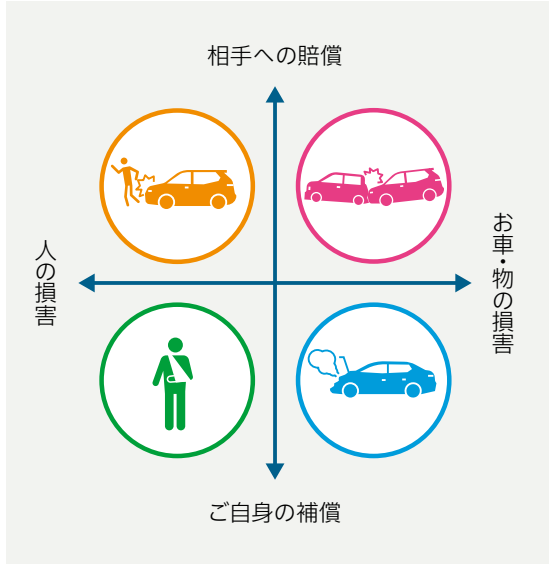 相手への賠償
人の損害
お車・物の損害
ご自身の補償